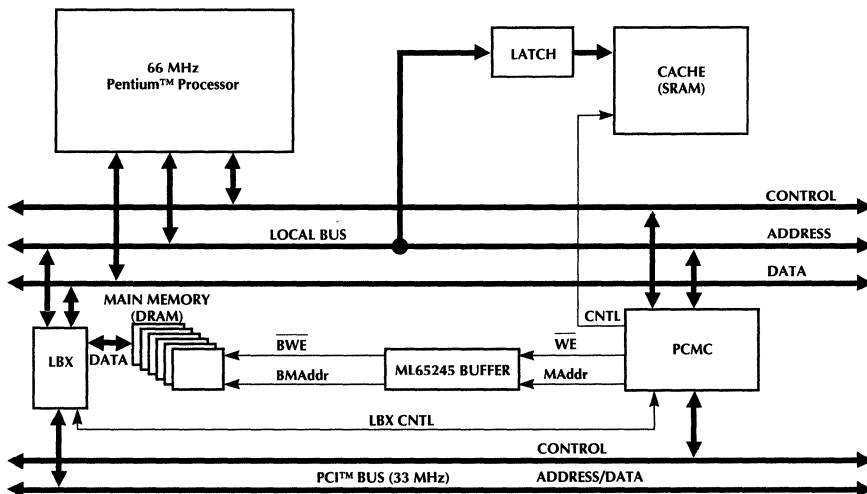 66 MHz
Pentium™ Processor
LATCH
CACHE
(SRAM)
CONTROL
LOCAL BUS
ADDRESS
DATA
MAIN MEMORY
(DRAM)
CNTL
LBX
DATA
BWE
BMAddr
ML65245 BUFFER
WE
MAddr
PCMC
LBX CNTL
CONTROL
PCI™ BUS (33 MHz)
ADDRESS/DATA